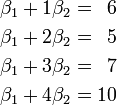 β₁ + 1β₂ = 6
β₁ + 2β₂ = 5
β₁ + 3β₂ = 7
β₁ + 4β₂ = 10